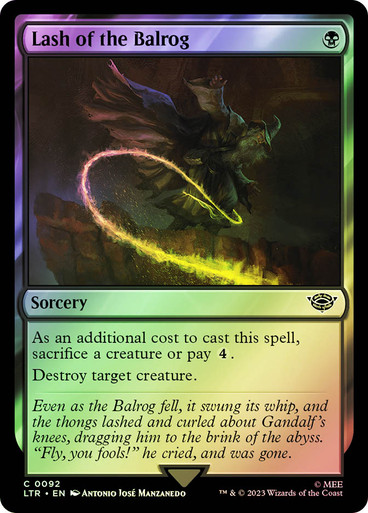 Lash of the Balrog
Sorcery
As an additional cost to cast this spell,
sacrifice a creature or pay 4.
Destroy target creature.
Even as the Balrog fell, it swung its whip, and
the thongs lashed and curled about Gandalf's
knees, dragging him to the brink of the abyss.
"Fly, you fools!" he cried, and was gone.
C 0092
LTR • EN Antonio José Manzanedo
© MEE
™ & © 2023 Wizards of the Coast